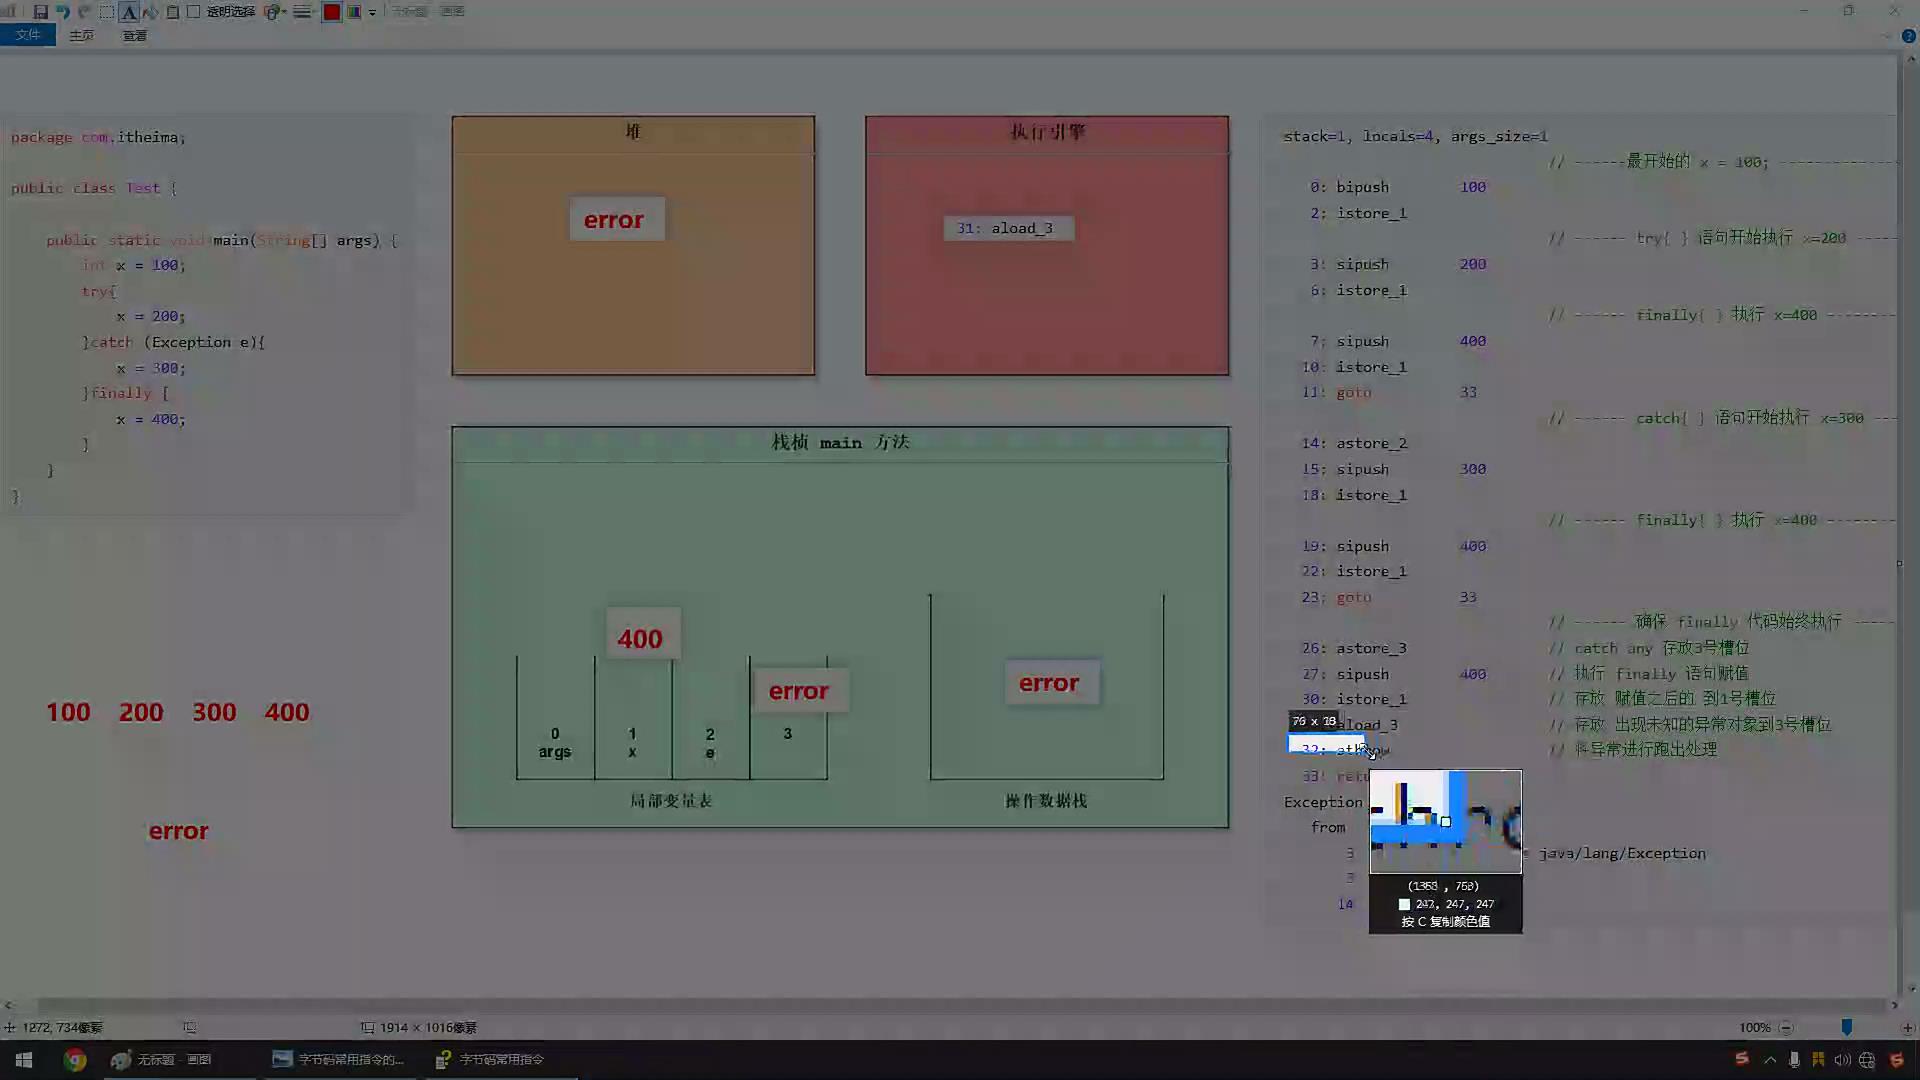 透明选择
无标题
画图
文件
主页
查看
package com.itheima;
public class Test {
public static void main(String[] args) {
int x = 100;
try{
x = 200;
}catch (Exception e){
x = 300;
}finally {
x = 400;
}
}
}
100 200 300 400
error
堆
error
执行引擎
31: aload_3
栈桢 main 方法
400
error
0
args
1
x
2
e
3
局部变量表
error
操作数据栈
stack=1, locals=4, args_size=1
// ------最开始的 x = 100; -------------
0: bipush 100
2: istore_1
// ------ try{ } 语句开始执行 x=200 -----
3: sipush 200
6: istore_1
// ------ finally{ } 执行 x=400 --------
7: sipush 400
10: istore_1
11: goto 33
// ------ catch{ } 语句开始执行 x=300 ---
14: astore_2
15: sipush 300
18: istore_1
// ------ finally{ } 执行 x=400 --------
19: sipush 400
22: istore_1
23: goto 33
// ------ 确保 finally 代码始终执行 -----
26: astore_3 // catch any 存放3号槽位
27: sipush 400 // 执行 finally 语句赋值
30: istore_1 // 存放 赋值之后的 到1号槽位
aload_3 // 存放 出现未知的异常对象到3号槽位
32: athrow // 将异常进行跑出处理
33: retu
Exception
from
3 java/lang/Exception
3
14
(1368 , 750)
247, 247, 247
按 C 复制颜色值
1272, 734像素
1914 × 1016像素
100%
无标题 - 画图
字节码常用指令的...
字节码常用指令